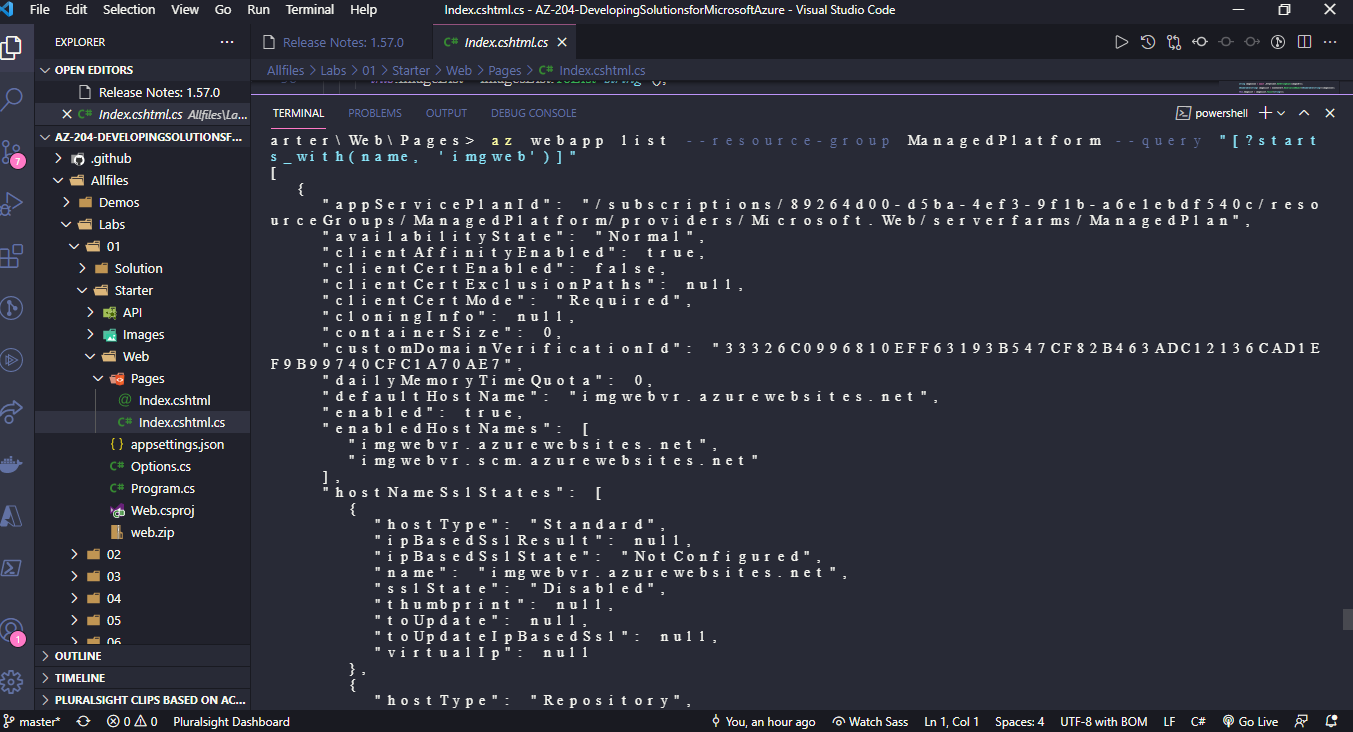 File Edit Selection View Go Run Terminal Help Index.cshtml.cs - AZ-204-DevelopingSolutionsforMicrosoftAzure - Visual Studio Code
EXPLORER
OPEN EDITORS
Release Notes: 1.57.0
Index.cshtml.cs Allfiles\La...
AZ-204-DEVELOPINGSOLUTIONSF...
.github
Allfiles
Demos
Labs
01
Solution
Starter
API
Images
Web
Pages
Index.cshtml
Index.cshtml.cs
appsettings.json
Options.cs
Program.cs
Web.csproj
web.zip
02
03
04
05
06
OUTLINE
TIMELINE
PLURALSIGHT CLIPS BASED ON AC...
7
1
Release Notes: 1.57.0 Index.cshtml.cs
Allfiles > Labs > 01 > Starter > Web > Pages > Index.cshtml.cs
TERMINAL PROBLEMS OUTPUT DEBUG CONSOLE powershell
arter\Web\Pages> az webapp list --resource-group ManagedPlatform --query "[?start
s_with(name, 'imgweb')]"
[
{
"appServicePlanId": "/subscriptions/89264d00-d5ba-4ef3-9f1b-a6e1ebdf540c/reso
urceGroups/ManagedPlatform/providers/Microsoft.Web/serverfarms/ManagedPlan",
"availabilityState": "Normal",
"clientAffinityEnabled": true,
"clientCertEnabled": false,
"clientCertExclusionPaths": null,
"clientCertMode": "Required",
"cloningInfo": null,
"containerSize": 0,
"customDomainVerificationId": "33326C0996810EFF63193B547CF82B463ADC12136CAD1E
F9B99740CFC1A70AE7",
"dailyMemoryTimeQuota": 0,
"defaultHostName": "imgwebvr.azurewebsites.net",
"enabled": true,
"enabledHostNames": [
"imgwebvr.azurewebsites.net",
"imgwebvr.scm.azurewebsites.net"
],
"hostNameSslStates": [
{
"hostType": "Standard",
"ipBasedSslResult": null,
"ipBasedSslState": "NotConfigured",
"name": "imgwebvr.azurewebsites.net",
"sslState": "Disabled",
"thumbprint": null,
"toUpdate": null,
"toUpdateIpBasedSsl": null,
"virtualIp": null
},
{
"hostType": "Repository",
master* 0 0 Pluralsight Dashboard You, an hour ago Watch Sass Ln 1, Col 1 Spaces: 4 UTF-8 with BOM LF C# Go Live